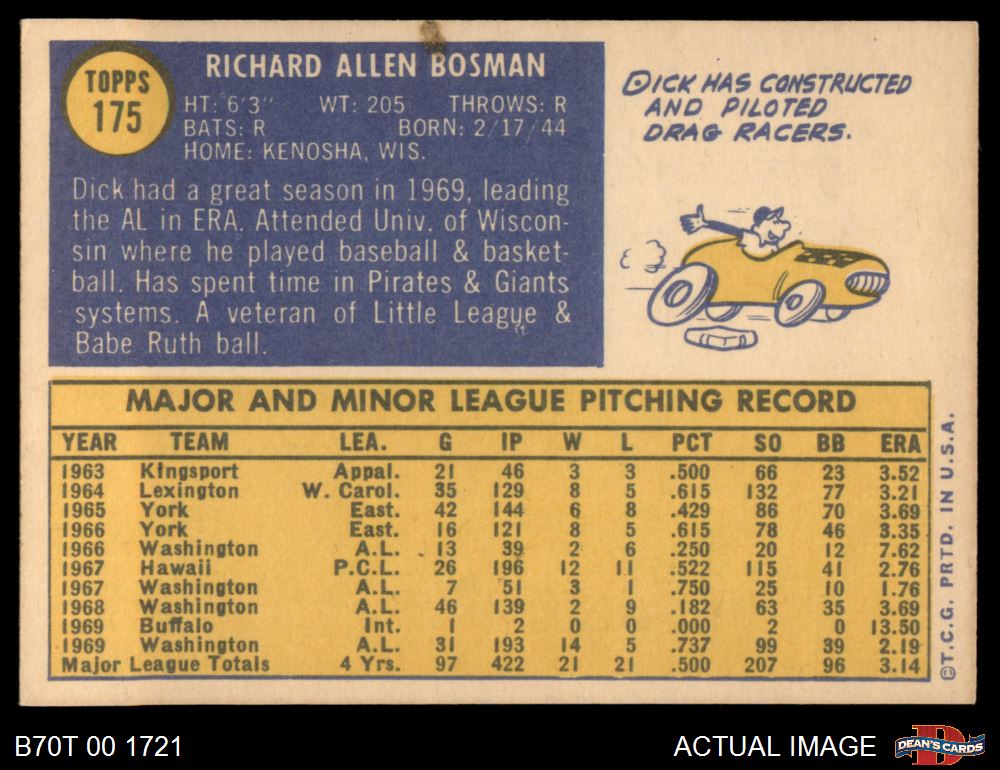 TOPPS
175
RICHARD ALLEN BOSMAN
HT: 6'3" WT: 205 THROWS: R
BATS: R BORN: 2/17/44
HOME: KENOSHA, WIS.
Dick had a great season in 1969, leading
the AL in ERA. Attended Univ. of Wiscon-
sin where he played baseball & basket-
ball. Has spent time in Pirates & Giants
systems. A veteran of Little League &
Babe Ruth ball.
DICK HAS CONSTRUCTED
AND PILOTED
DRAG RACERS.
MAJOR AND MINOR LEAGUE PITCHING RECORD
YEAR TEAM LEA. G IP W L PCT SO BB ERA
1963 Kingsport Appal. 21 46 3 3 .500 66 23 3.52
1964 Lexington W. Carol. 35 129 8 5 .615 132 77 3.21
1965 York East. 42 144 6 8 .429 86 70 3.69
1966 York East. 16 121 8 5 .615 78 46 3.35
1966 Washington A.L. 13 39 2 6 .250 20 12 7.62
1967 Hawaii P.C.L. 26 196 12 11 .522 115 41 2.76
1967 Washington A.L. 7 51 3 1 .750 25 10 1.76
1968 Washington A.L. 46 139 2 9 .182 63 35 3.69
1969 Buffalo Int. 1 2 0 0 .000 2 0 13.50
1969 Washington A.L. 31 193 14 5 .737 99 39 2.19
Major League Totals 4 Yrs. 97 422 21 21 .500 207 96 3.14
©T.C.G. PRTD. IN U.S.A.
B70T 00 1721
ACTUAL IMAGE
D
DEAN'S CARDS